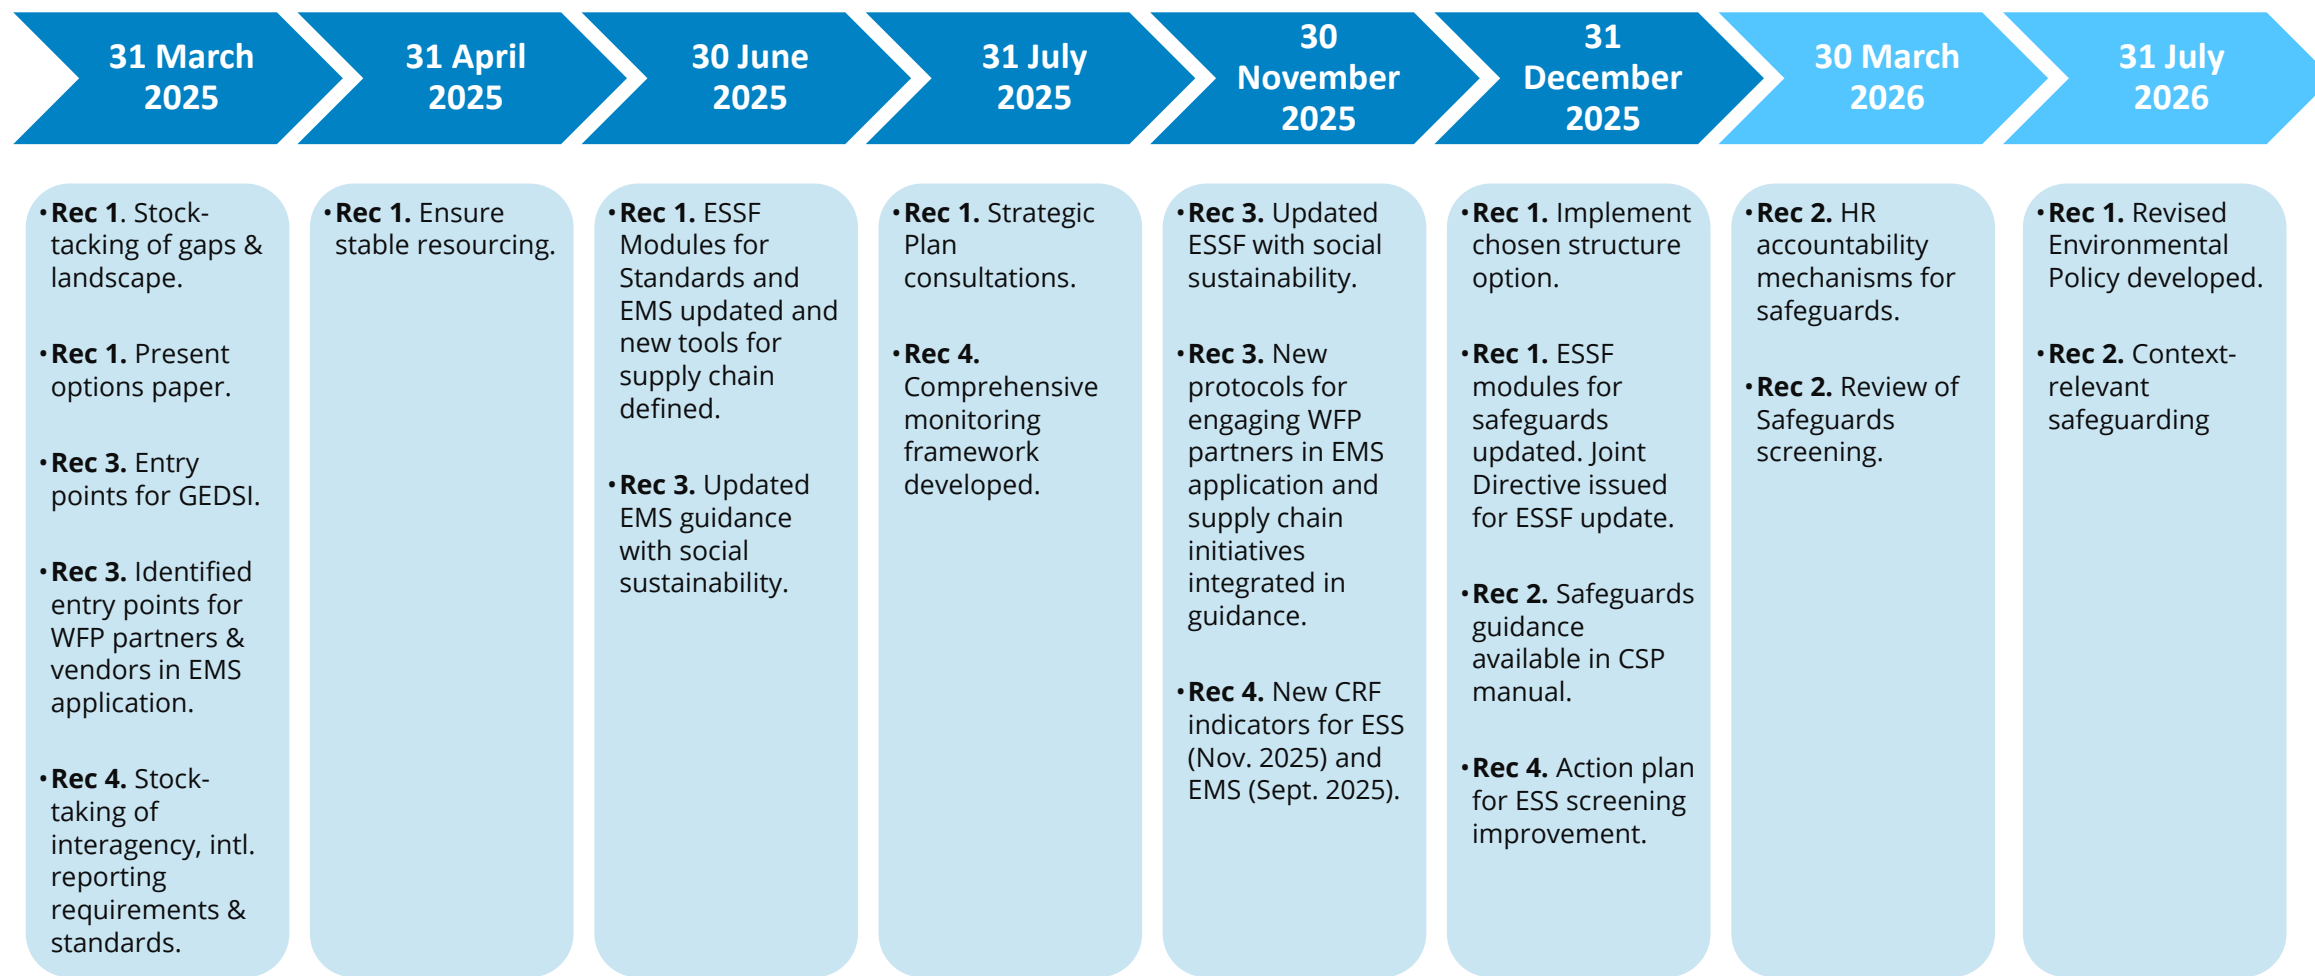 31 March
2025
31 April
2025
30 June
2025
31 July
2025
30
November
2025
31
December
2025
30 March
2026
31 July
2026
•Rec 1. Stock-
tacking of gaps &
landscape.
•Rec 1. Present
options paper.
•Rec 3. Entry
points for GEDSI.
•Rec 3. Identified
entry points for
WFP partners &
vendors in EMS
application.
•Rec 4. Stock-
taking of
interagency, intl.
reporting
requirements &
standards.
•Rec 1. Ensure
stable resourcing.
•Rec 1. ESSF
Modules for
Standards and
EMS updated and
new tools for
supply chain
defined.
•Rec 3. Updated
EMS guidance
with social
sustainability.
•Rec 1. Strategic
Plan
consultations.
•Rec 4.
Comprehensive
monitoring
framework
developed.
•Rec 3. Updated
ESSF with social
sustainability.
•Rec 3. New
protocols for
engaging WFP
partners in EMS
application and
supply chain
initiatives
integrated in
guidance.
•Rec 4. New CRF
indicators for ESS
(Nov. 2025) and
EMS (Sept. 2025).
•Rec 1. Implement
chosen structure
option.
•Rec 1. ESSF
modules for
safeguards
updated. Joint
Directive issued
for ESSF update.
•Rec 2. Safeguards
guidance
available in CSP
manual.
•Rec 4. Action plan
for ESS screening
improvement.
•Rec 2. HR
accountability
mechanisms for
safeguards.
•Rec 2. Review of
Safeguards
screening.
•Rec 1. Revised
Environmental
Policy developed.
•Rec 2. Context-
relevant
safeguarding